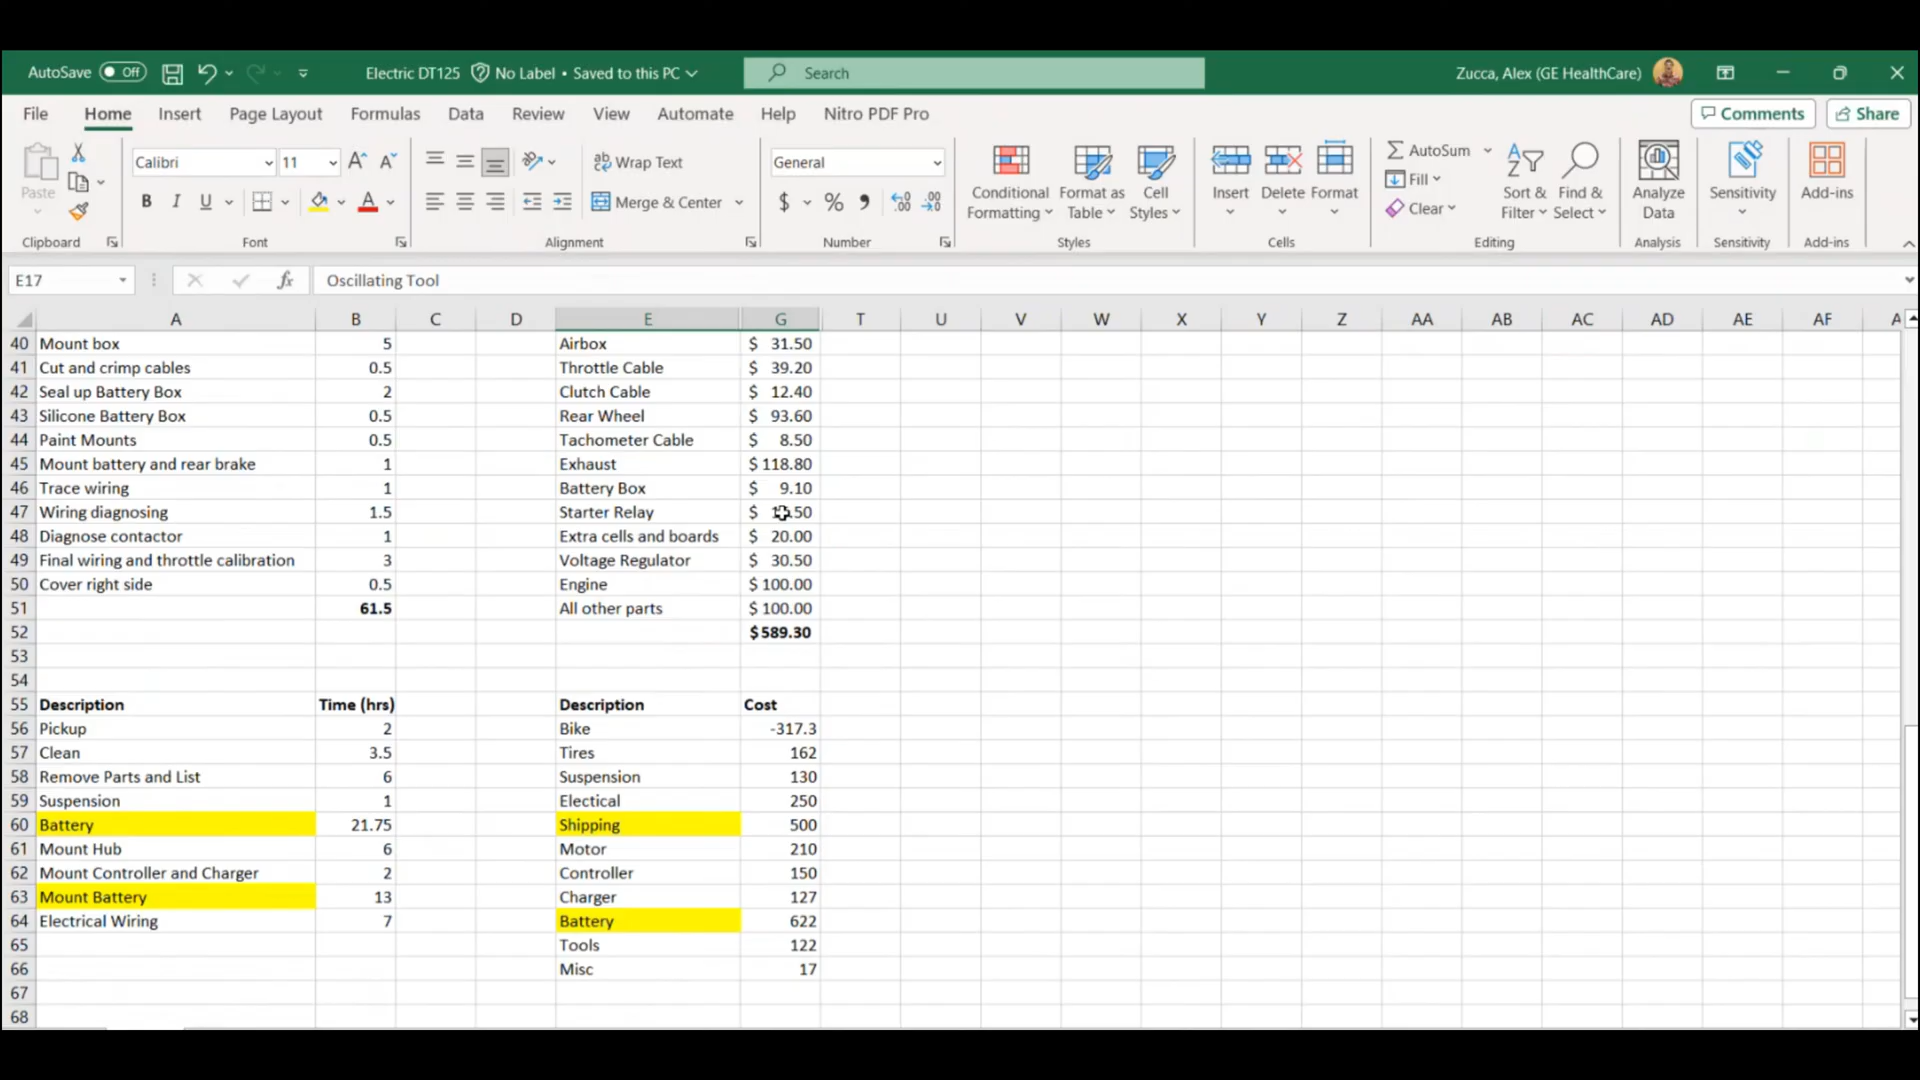 AutoSave Off Electric DT125 No Label • Saved to this PC Search Zucca, Alex (GE HealthCare)
File Home Insert Page Layout Formulas Data Review View Automate Help Nitro PDF Pro Comments Share
Paste Calibri 11 Wrap Text General Conditional Formatting Format as Table Cell Styles Insert Delete Format AutoSum Sort & Filter Find & Select Analyze Data Sensitivity Add-ins
B I U Merge & Center $ % Fill
Clear
Clipboard Font Alignment Number Styles Cells Editing Analysis Sensitivity Add-ins
E17 fx Oscillating Tool
A B C D E G T U V W X Y Z AA AB AC AD AE AF
40 Mount box 5 Airbox $ 31.50
41 Cut and crimp cables 0.5 Throttle Cable $ 39.20
42 Seal up Battery Box 2 Clutch Cable $ 12.40
43 Silicone Battery Box 0.5 Rear Wheel $ 93.60
44 Paint Mounts 0.5 Tachometer Cable $ 8.50
45 Mount battery and rear brake 1 Exhaust $ 118.80
46 Trace wiring 1 Battery Box $ 9.10
47 Wiring diagnosing 1.5 Starter Relay $
48 Diagnose contactor 1 Extra cells and boards $ 20.00
49 Final wiring and throttle calibration 3 Voltage Regulator $ 30.50
50 Cover right side 0.5 Engine $ 100.00
51 61.5 All other parts $ 100.00
52 $ 589.30
53
54
55 Description Time (hrs) Description Cost
56 Pickup 2 Bike -317.3
57 Clean 3.5 Tires 162
58 Remove Parts and List 6 Suspension 130
59 Suspension 1 Electical 250
60 Battery 21.75 Shipping 500
61 Mount Hub 6 Motor 210
62 Mount Controller and Charger 2 Controller 150
63 Mount Battery 13 Charger 127
64 Electrical Wiring 7 Battery 622
65 Tools 122
66 Misc 17
67
68